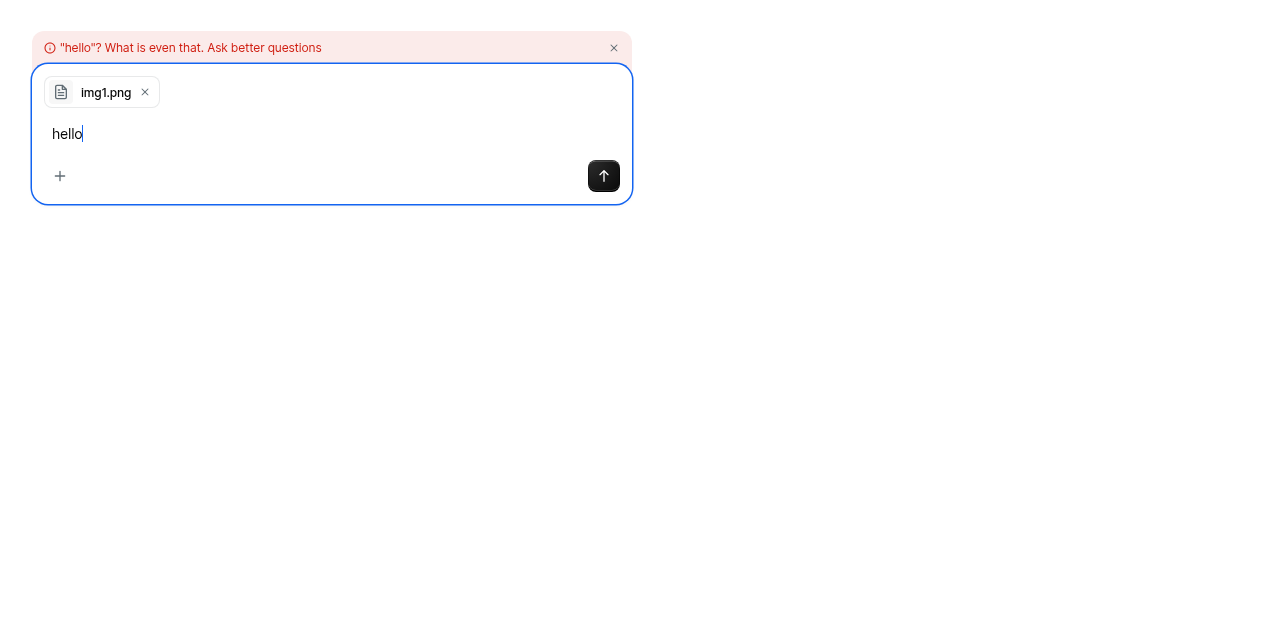 "hello"? What is even that. Ask better questions
img1.png
hello